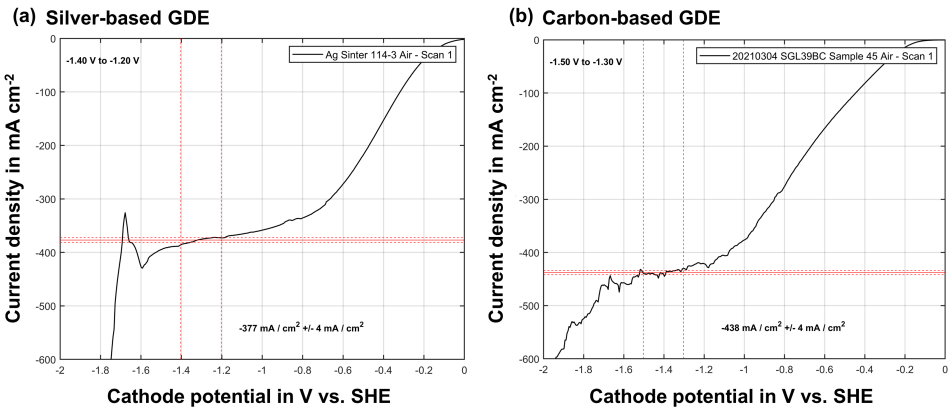 (a) Silver-based GDE
-1.40 V to -1.20 V
Ag Sinter 114-3 Air - Scan 1
Current density in mA cm-2
0
-100
-200
-300
-400
-500
-600
-377 mA / cm2 +/- 4 mA / cm2
-2 -1.8 -1.6 -1.4 -1.2 -1 -0.8 -0.6 -0.4 -0.2 0
Cathode potential in V vs. SHE
(b) Carbon-based GDE
-1.50 V to -1.30 V
20210304 SGL39BC Sample 45 Air - Scan 1
Current density in mA cm-2
0
-100
-200
-300
-400
-500
-600
-438 mA / cm2 +/- 4 mA / cm2
-2 -1.8 -1.6 -1.4 -1.2 -1 -0.8 -0.6 -0.4 -0.2 0
Cathode potential in V vs. SHE